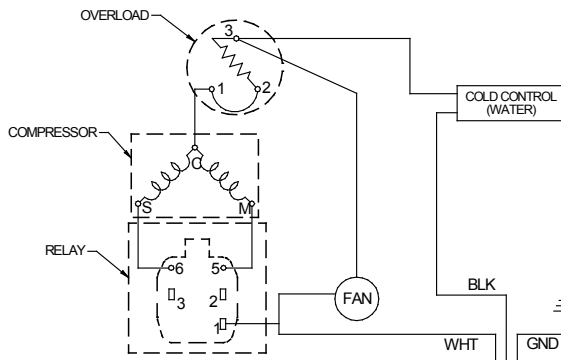 OVERLOAD
3
1 2
COLD CONTROL
(WATER)
COMPRESSOR
C
S M
RELAY
6 5
3 2
1
FAN
BLK
WHT
GND